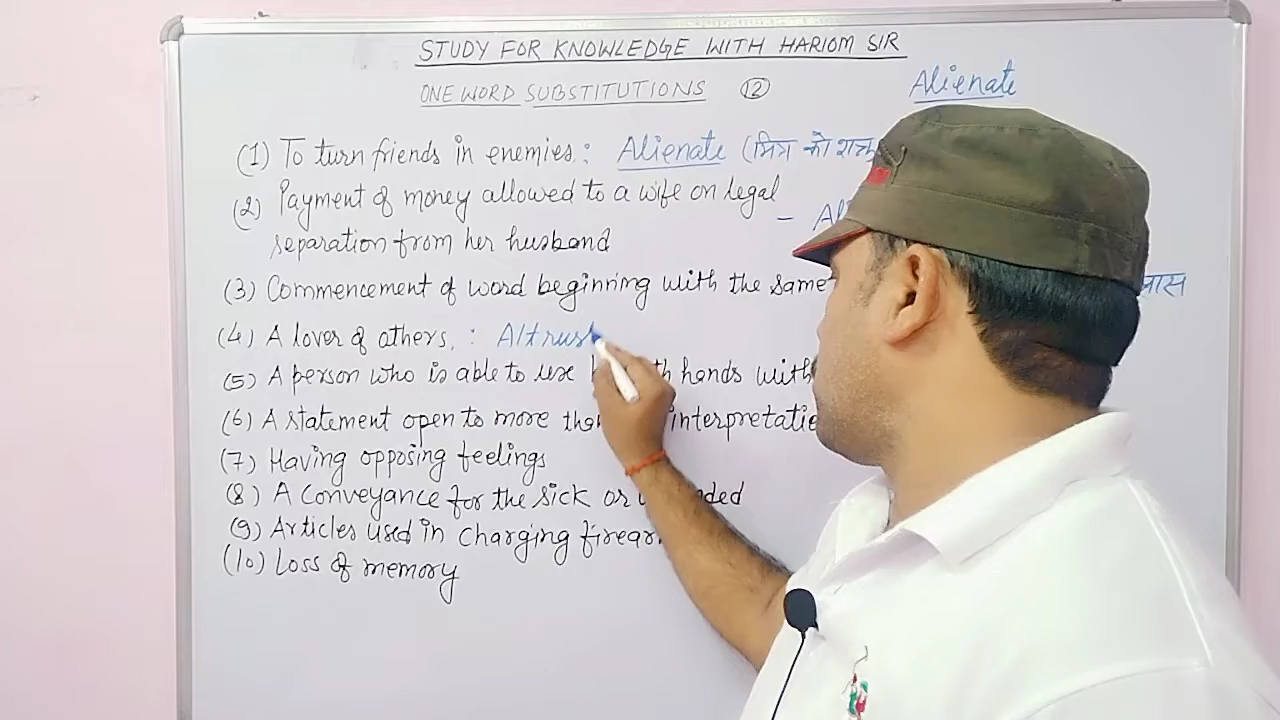 STUDY FOR KNOWLEDGE WITH HARIOM SIR
ONE WORD SUBSTITUTIONS (12)
Alienate
(1) To turn friends in enemies: Alienate (मित्र को
(2) Payment of money allowed to a wife on legal
separation from her husband
(3) Commencement of word beginning with the same
(4) A lover of others. : Altrust
(5) A person who is able to use hands with
(6) A statement open to more interpretatio
(7) Having opposing feelings
(8) A Conveyance for the sick or
(9) Articles used in charging firear
(10) Loss of memory